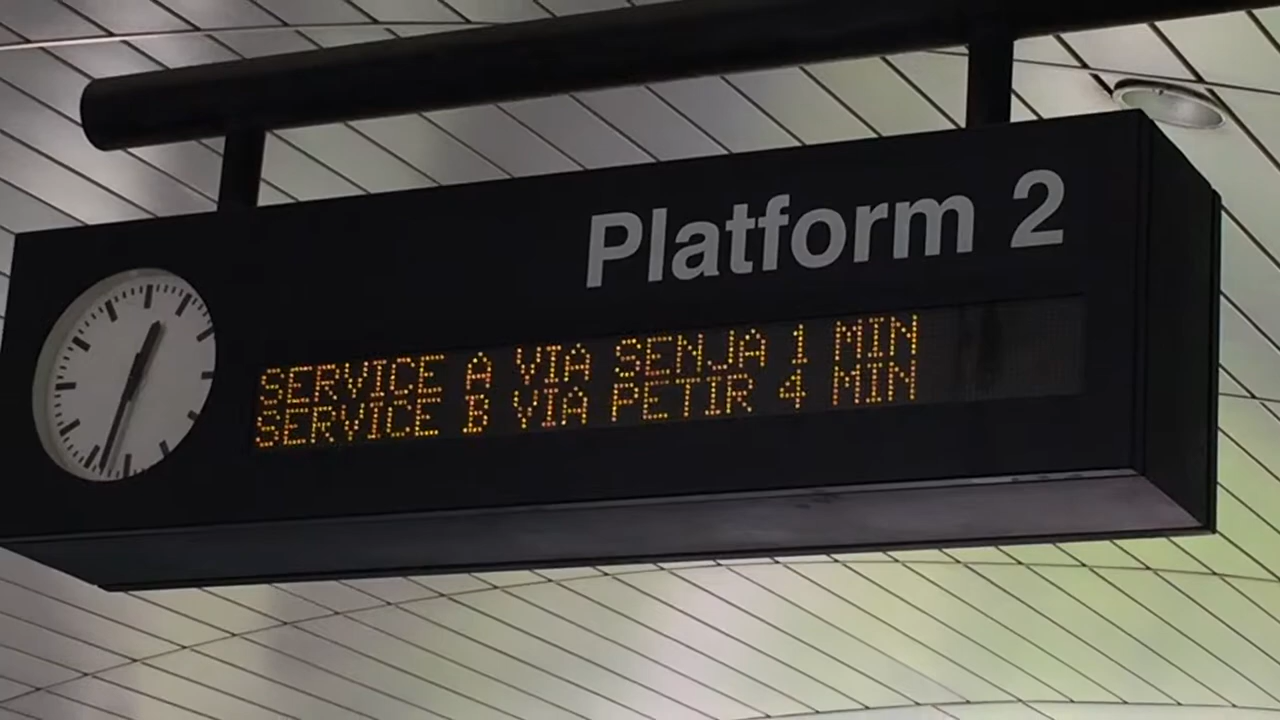 Platform 2
SERVICE A VIA SENJA 1 MIN
SERVICE B VIA PETIR 4 MIN